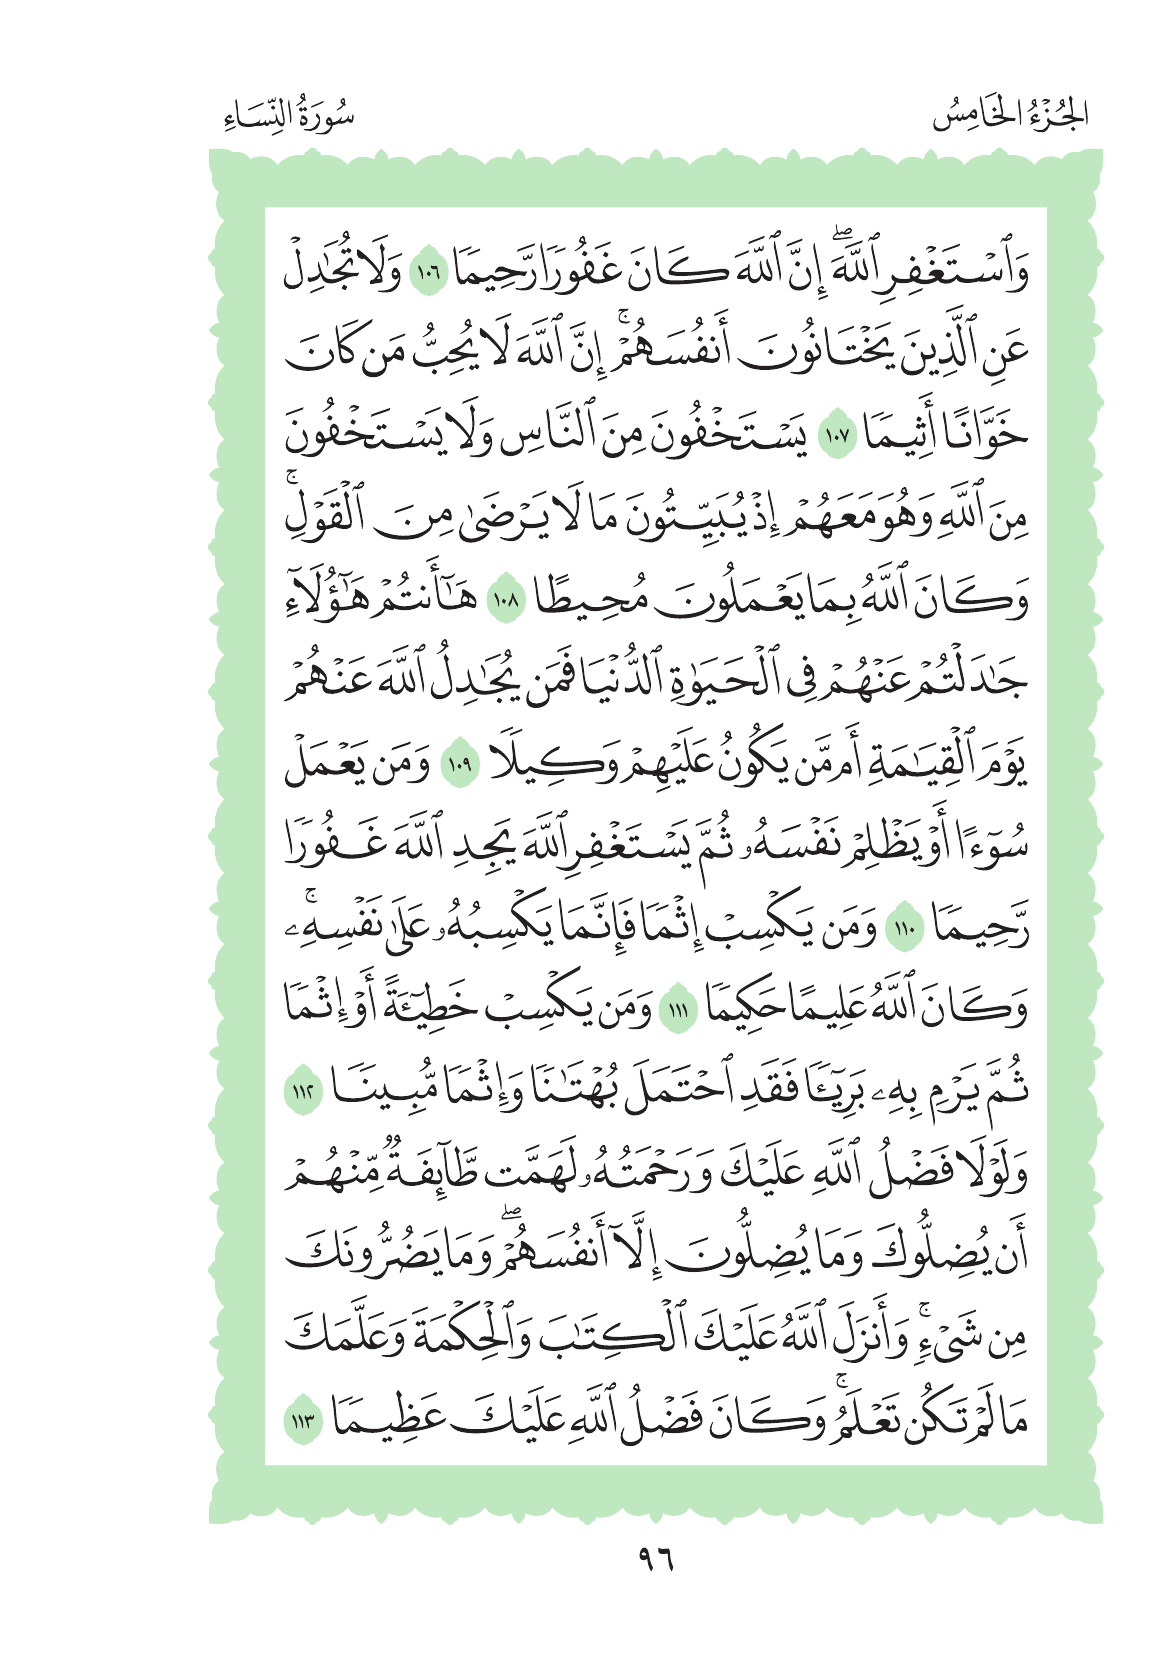 الجُزْءُ الخَامِسُ
سُورَةُ النِّسَاءِ
وَٱسْتَغْفِرِ ٱللَّهَۖ إِنَّ ٱللَّهَ كَانَ غَفُورًا رَّحِيمًا ١٠٦ وَلَا تُجَٰدِلْ
عَنِ ٱلَّذِينَ يَخْتَانُونَ أَنفُسَهُمْۚ إِنَّ ٱللَّهَ لَا يُحِبُّ مَن كَانَ
خَوَّانًا أَثِيمًا ١٠٧ يَسْتَخْفُونَ مِنَ ٱلنَّاسِ وَلَا يَسْتَخْفُونَ
مِنَ ٱللَّهِ وَهُوَ مَعَهُمْ إِذْ يُبَيِّتُونَ مَا لَا يَرْضَىٰ مِنَ ٱلْقَوْلِۚ
وَكَانَ ٱللَّهُ بِمَا يَعْمَلُونَ مُحِيطًا ١٠٨ هَٰٓأَنتُمْ هَٰٓؤُلَآءِ
جَٰدَلْتُمْ عَنْهُمْ فِى ٱلْحَيَوٰةِ ٱلدُّنْيَا فَمَن يُجَٰدِلُ ٱللَّهَ عَنْهُمْ
يَوْمَ ٱلْقِيَٰمَةِ أَم مَّن يَكُونُ عَلَيْهِمْ وَكِيلًا ١٠٩ وَمَن يَعْمَلْ
سُوٓءًا أَوْ يَظْلِمْ نَفْسَهُۥ ثُمَّ يَسْتَغْفِرِ ٱللَّهَ يَجِدِ ٱللَّهَ غَفُورًا
رَّحِيمًا ١١٠ وَمَن يَكْسِبْ إِثْمًا فَإِنَّمَا يَكْسِبُهُۥ عَلَىٰ نَفْسِهِۦۚ
وَكَانَ ٱللَّهُ عَلِيمًا حَكِيمًا ١١١ وَمَن يَكْسِبْ خَطِيٓـَٔةً أَوْ إِثْمًا
ثُمَّ يَرْمِ بِهِۦ بَرِيٓـًٔا فَقَدِ ٱحْتَمَلَ بُهْتَٰنًا وَإِثْمًا مُّبِينًا ١١٢
وَلَوْلَا فَضْلُ ٱللَّهِ عَلَيْكَ وَرَحْمَتُهُۥ لَهَمَّت طَّآئِفَةٌ مِّنْهُمْ
أَن يُضِلُّوكَ وَمَا يُضِلُّونَ إِلَّآ أَنفُسَهُمْۖ وَمَا يَضُرُّونَكَ
مِن شَىْءٍۚ وَأَنزَلَ ٱللَّهُ عَلَيْكَ ٱلْكِتَٰبَ وَٱلْحِكْمَةَ وَعَلَّمَكَ
مَا لَمْ تَكُن تَعْلَمُۚ وَكَانَ فَضْلُ ٱللَّهِ عَلَيْكَ عَظِيمًا ١١٣
٩٦